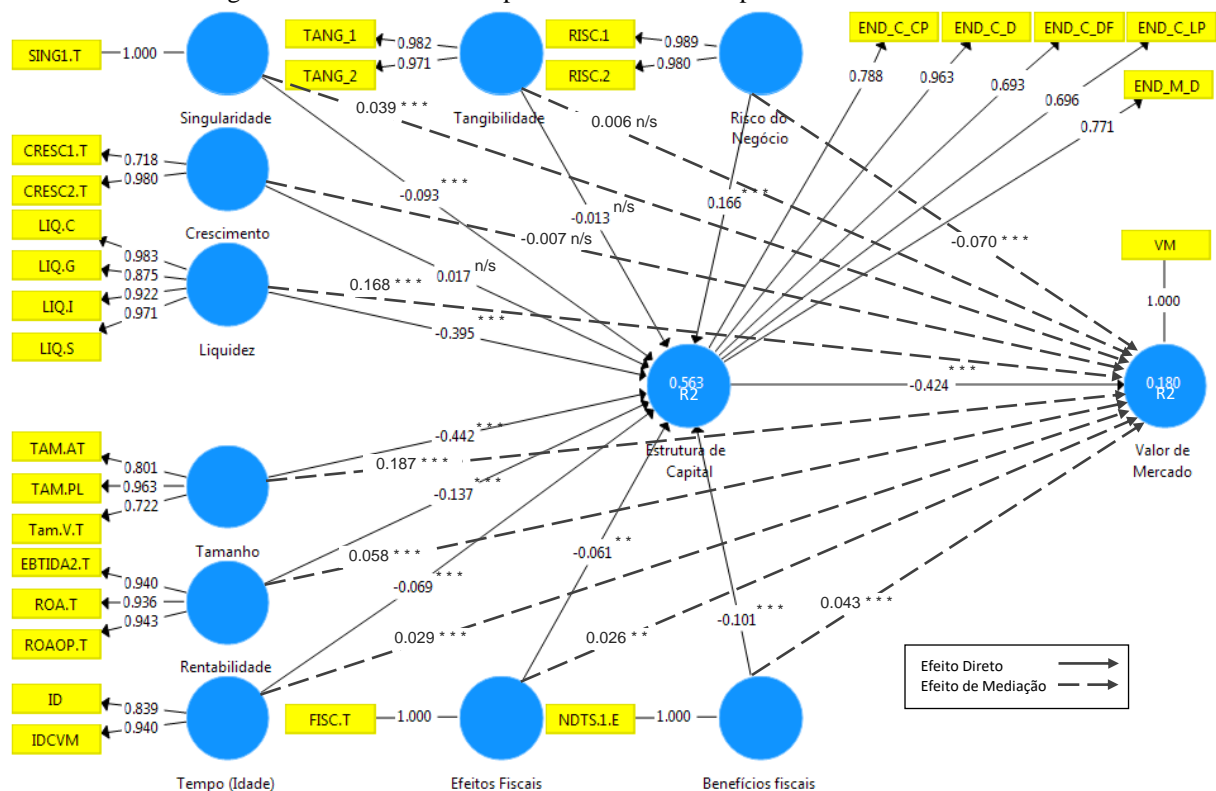 SING1.T
1.000
Singularidade
TANG_1
TANG_2
0.982
0.971
Tangibilidade
RISC.1
RISC.2
0.989
0.980
Risco do
Negócio
END_C_CP
END_C_D
END_C_DF
END_C_LP
END_M_D
0.788
0.963
0.693
0.696
0.771
CRESC1.T
CRESC2.T
0.718
0.980
Crescimento
LIQ.C
LIQ.G
LIQ.I
LIQ.S
0.983
0.875
0.922
0.971
Liquidez
0.039 ***
0.006 n/s
-0.093 ***
-0.013 n/s
0.166 ***
-0.007 n/s
-0.070 ***
0.017 n/s
0.168 ***
-0.395 ***
VM
1.000
0.563
R2
Estrutura de
Capital
-0.424 ***
0.180
R2
Valor de
Mercado
TAM.AT
TAM.PL
Tam.V.T
0.801
0.963
0.722
Tamanho
-0.442 ***
0.187 ***
-0.137 ***
EBTIDA2.T
ROA.T
ROAOP.T
0.940
0.936
0.943
Rentabilidade
0.058 ***
-0.069 ***
-0.061 **
0.029 ***
0.026 **
-0.101 ***
0.043 ***
ID
IDCVM
0.839
0.940
Tempo (Idade)
FISC.T
1.000
Efeitos Fiscais
NDTS.1.E
1.000
Benefícios fiscais
Efeito Direto
Efeito de Mediação